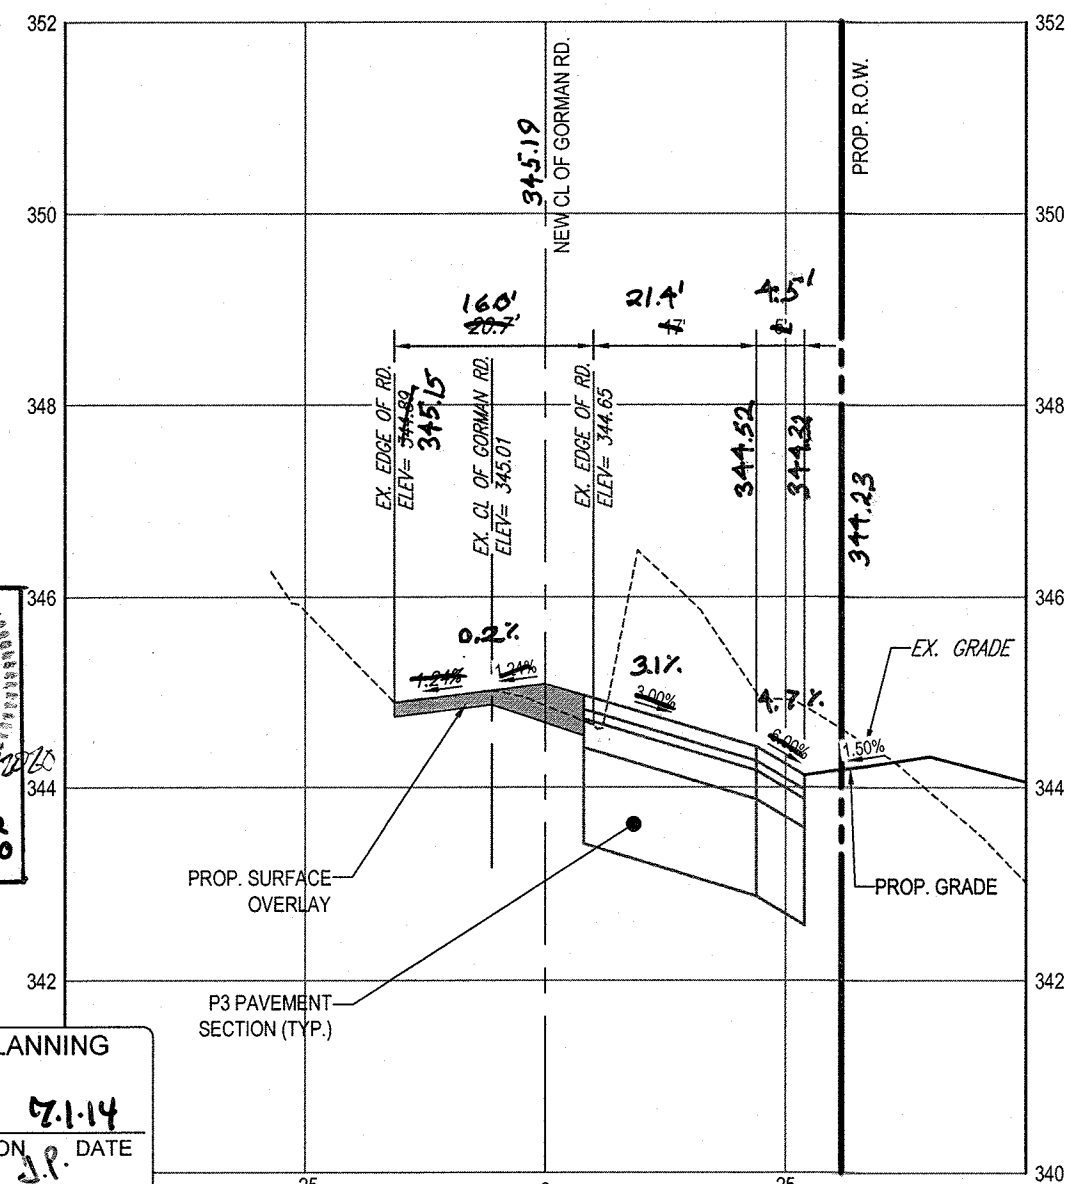 352
352
350
350
348
348
346
346
344
344
342
342
340
345.19
NEW CL OF GORMAN RD.
PROP. R.O.W.
16.0'
20.7'
21.4'
17'
4.5'
EX. EDGE OF RD.
ELEV= 344.89
345.15
EX. CL OF GORMAN RD.
ELEV= 345.01
EX. EDGE OF RD.
ELEV= 344.65
344.52
344.23
0.2%
1.24%
1.24%
3.1%
3.00%
4.7%
6.00%
1.50%
EX. GRADE
PROP. GRADE
PROP. SURFACE
OVERLAY
P3 PAVEMENT
SECTION (TYP.)
LANNING
7.1.14
ON DATE
J.P.
25
0
25